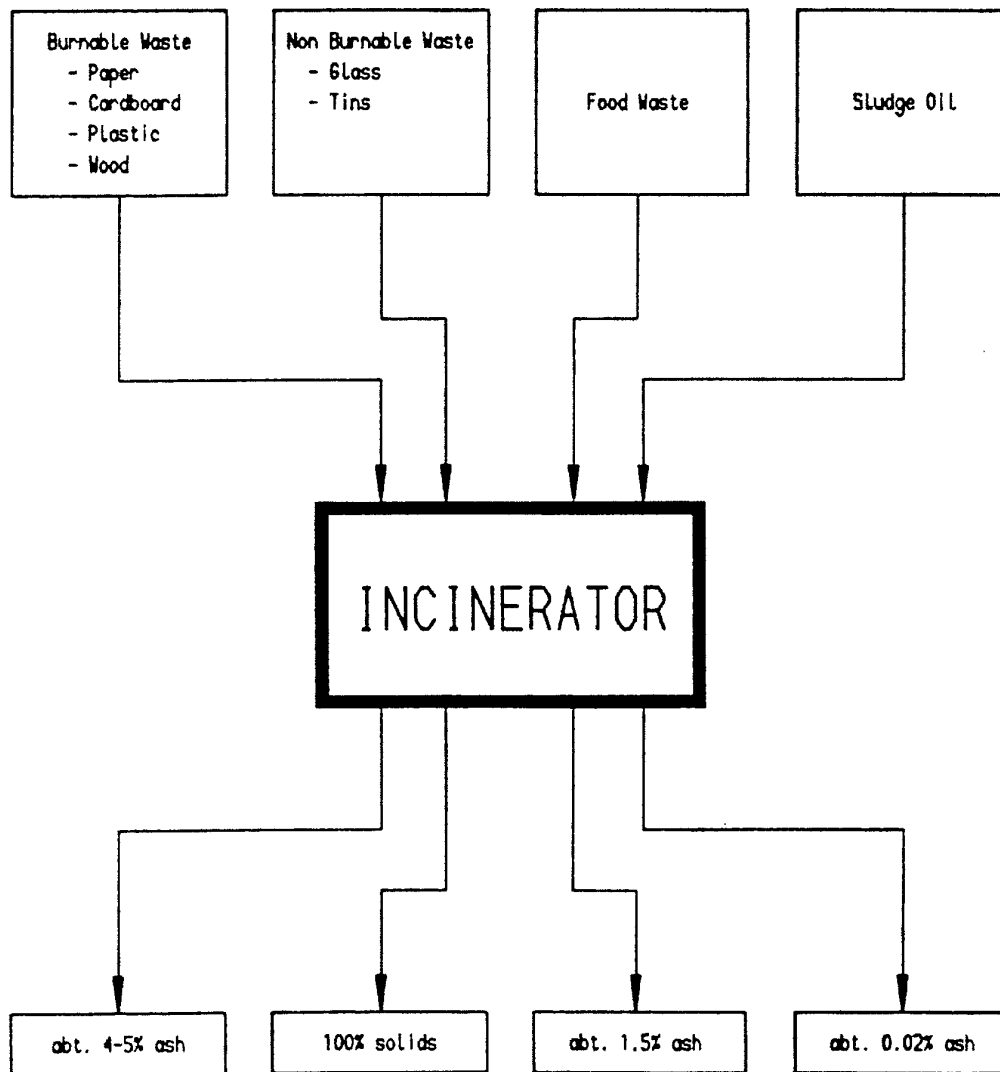 Burnable Waste
- Paper
- Cardboard
- Plastic
- Wood
Non Burnable Waste
- Glass
- Tins
Food Waste
Sludge Oil
INCINERATOR
abt. 4-5% ash
100% solids
abt. 1.5% ash
abt. 0.02% ash